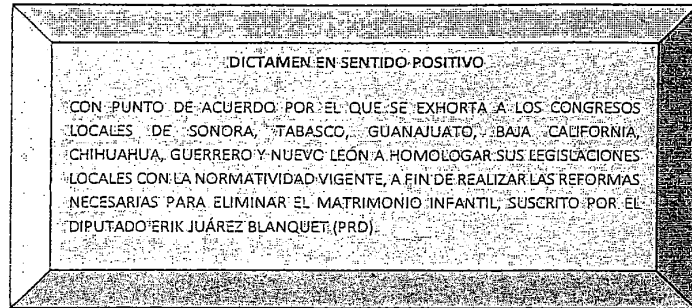 DICTAMEN EN SENTIDO POSITIVO
CON PUNTO DE ACUERDO POR EL QUE SE EXHORTA A LOS CONGRESOS
LOCALES DE SONORA, TABASCO, GUANAJUATO, BAJA CALIFORNIA,
CHIHUAHUA, GUERRERO Y NUEVO LEÓN A HOMOLOGAR SUS LEGISLACIONES
LOCALES CON LA NORMATIVIDAD VIGENTE, A FIN DE REALIZAR LAS REFORMAS
NECESARIAS PARA ELIMINAR EL MATRIMONIO INFANTIL, SUSCRITO POR EL
DIPUTADO ERIK JUÁREZ BLANQUET (PRD).